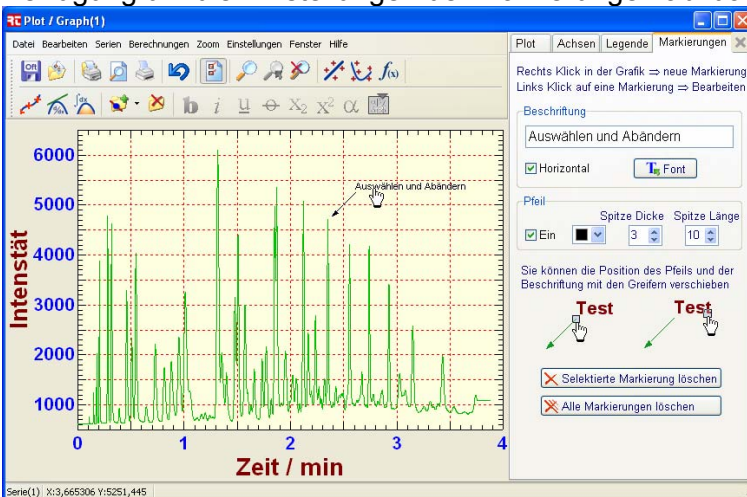 Plot / Graph(1)
Datei Bearbeiten Serien Berechnungen Zoom Einstellungen Fenster Hilfe
f(x)
b i u X2 X² α
6000
5000
4000
3000
2000
1000
Intenstät
Auswählen und Abändern
0 1 2 3 4
Zeit / min
Serie(1) X:3,665306 Y:5251,445
Plot Achsen Legende Markierungen
Rechts Klick in der Grafik ⇒ neue Markierung
Links Klick auf eine Markierung ⇒ Bearbeiten
Beschriftung
Auswählen und Abändern
Horizontal Font
Pfeil
Spitze Dicke Spitze Länge
Ein 3 10
Sie können die Position des Pfeils und der
Beschriftung mit den Greifern verschieben
Test Test
Selektierte Markierung löschen
Alle Markierungen löschen